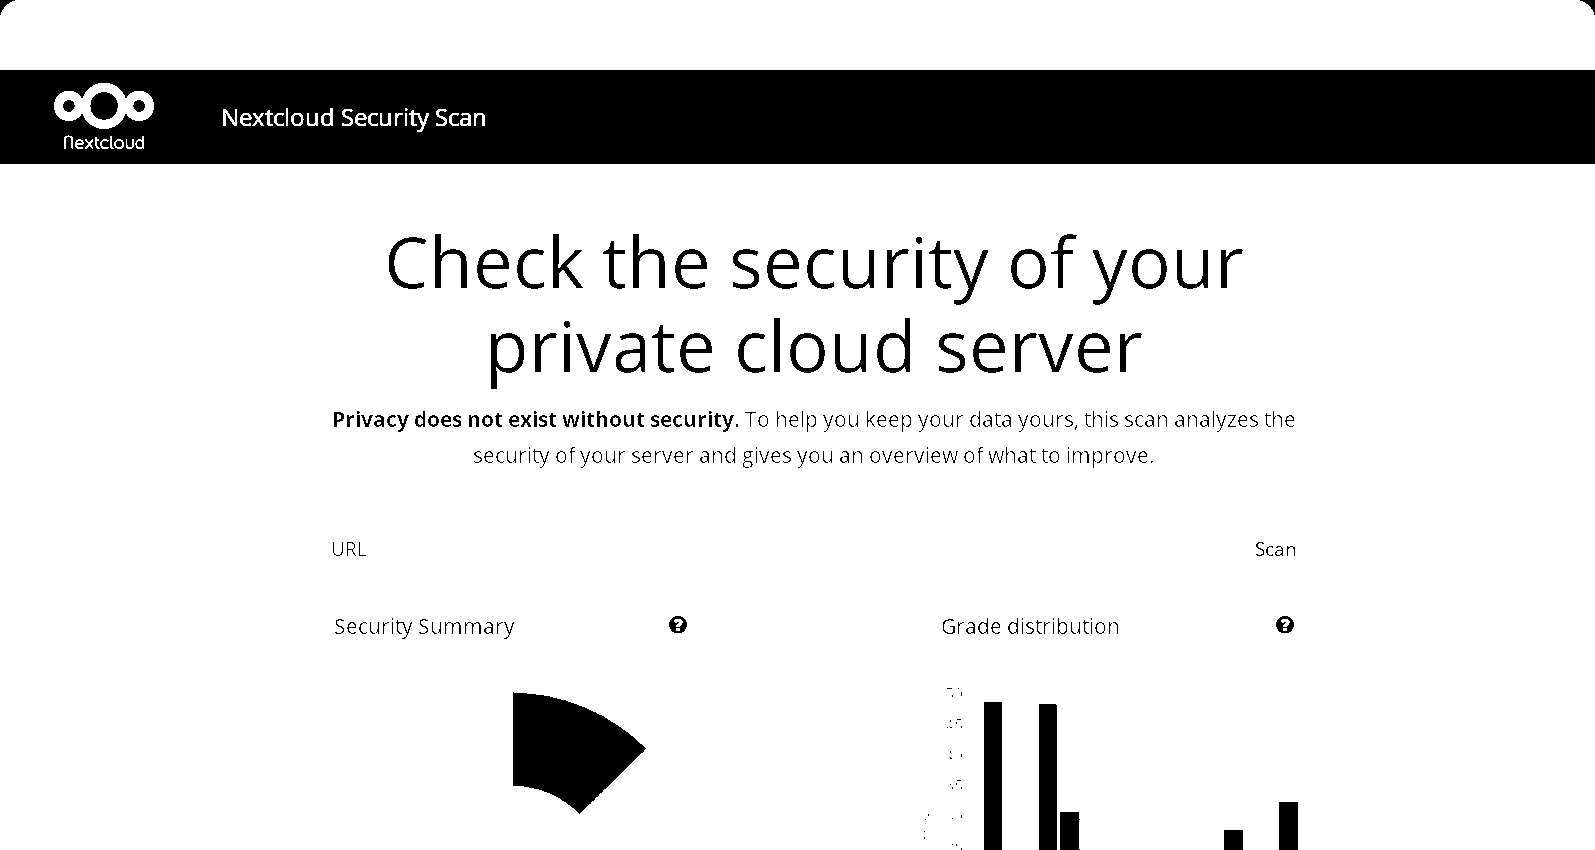 Nextcloud
Nextcloud Security Scan
Check the security of your
private cloud server
Privacy does not exist without security. To help you keep your data yours, this scan analyzes the
security of your server and gives you an overview of what to improve.
URL
Scan
Security Summary
Grade distribution